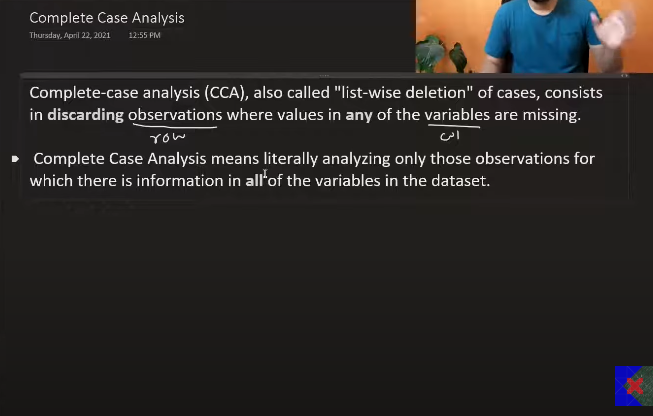 Complete Case Analysis
Thursday, April 22, 2021 12:55 PM
Complete-case analysis (CCA), also called "list-wise deletion" of cases, consists
in discarding observations where values in any of the variables are missing.
row col
Complete Case Analysis means literally analyzing only those observations for
which there is information in all of the variables in the dataset.